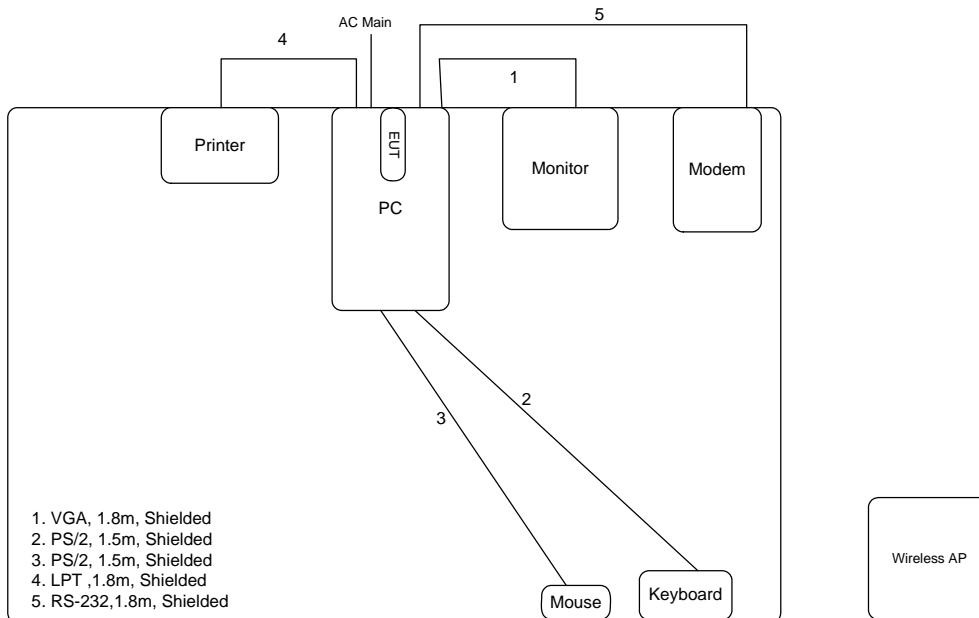 AC Main
4
5
1
Printer
EUT
PC
Monitor
Modem
2
3
1. VGA, 1.8m, Shielded
2. PS/2, 1.5m, Shielded
3. PS/2, 1.5m, Shielded
4. LPT ,1.8m, Shielded
5. RS-232,1.8m, Shielded
Mouse
Keyboard
Wireless AP